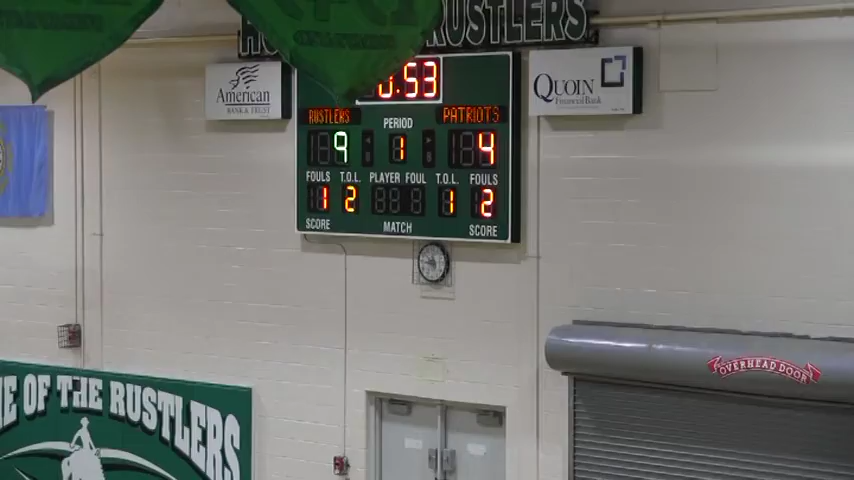 RUSTLERS
American
BANK & TRUST
QUOIN
Financial Bank
:53
RUSTLERS
PATRIOTS
PERIOD
9
1
4
FOULS T.O.L. PLAYER FOUL T.O.L. FOULS
1 2 1 2
SCORE MATCH SCORE
OVERHEAD DOOR
OF THE RUSTLERS